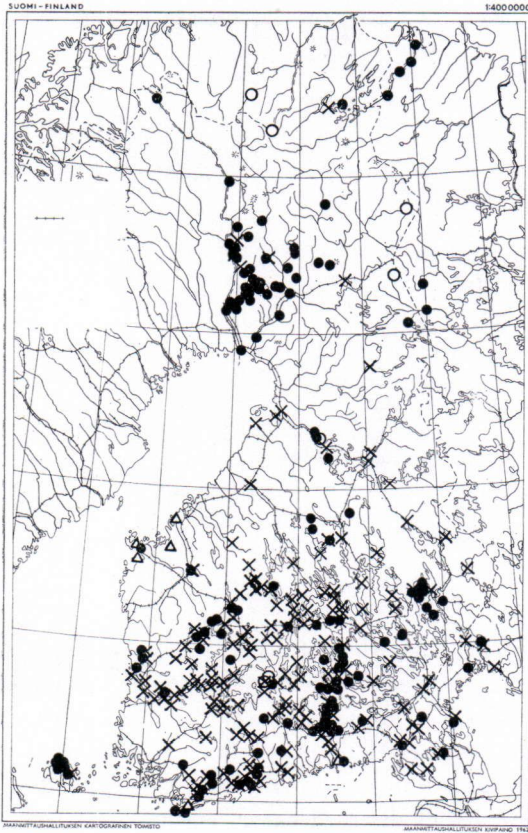 SUOMI-FINLAND
1:4000000
MAANMITTAUSHALLITUKSEN KARTOGRAFINEN TOIMISTO
MAANMITTAUSHALLITUKSEN KIVIPAINO